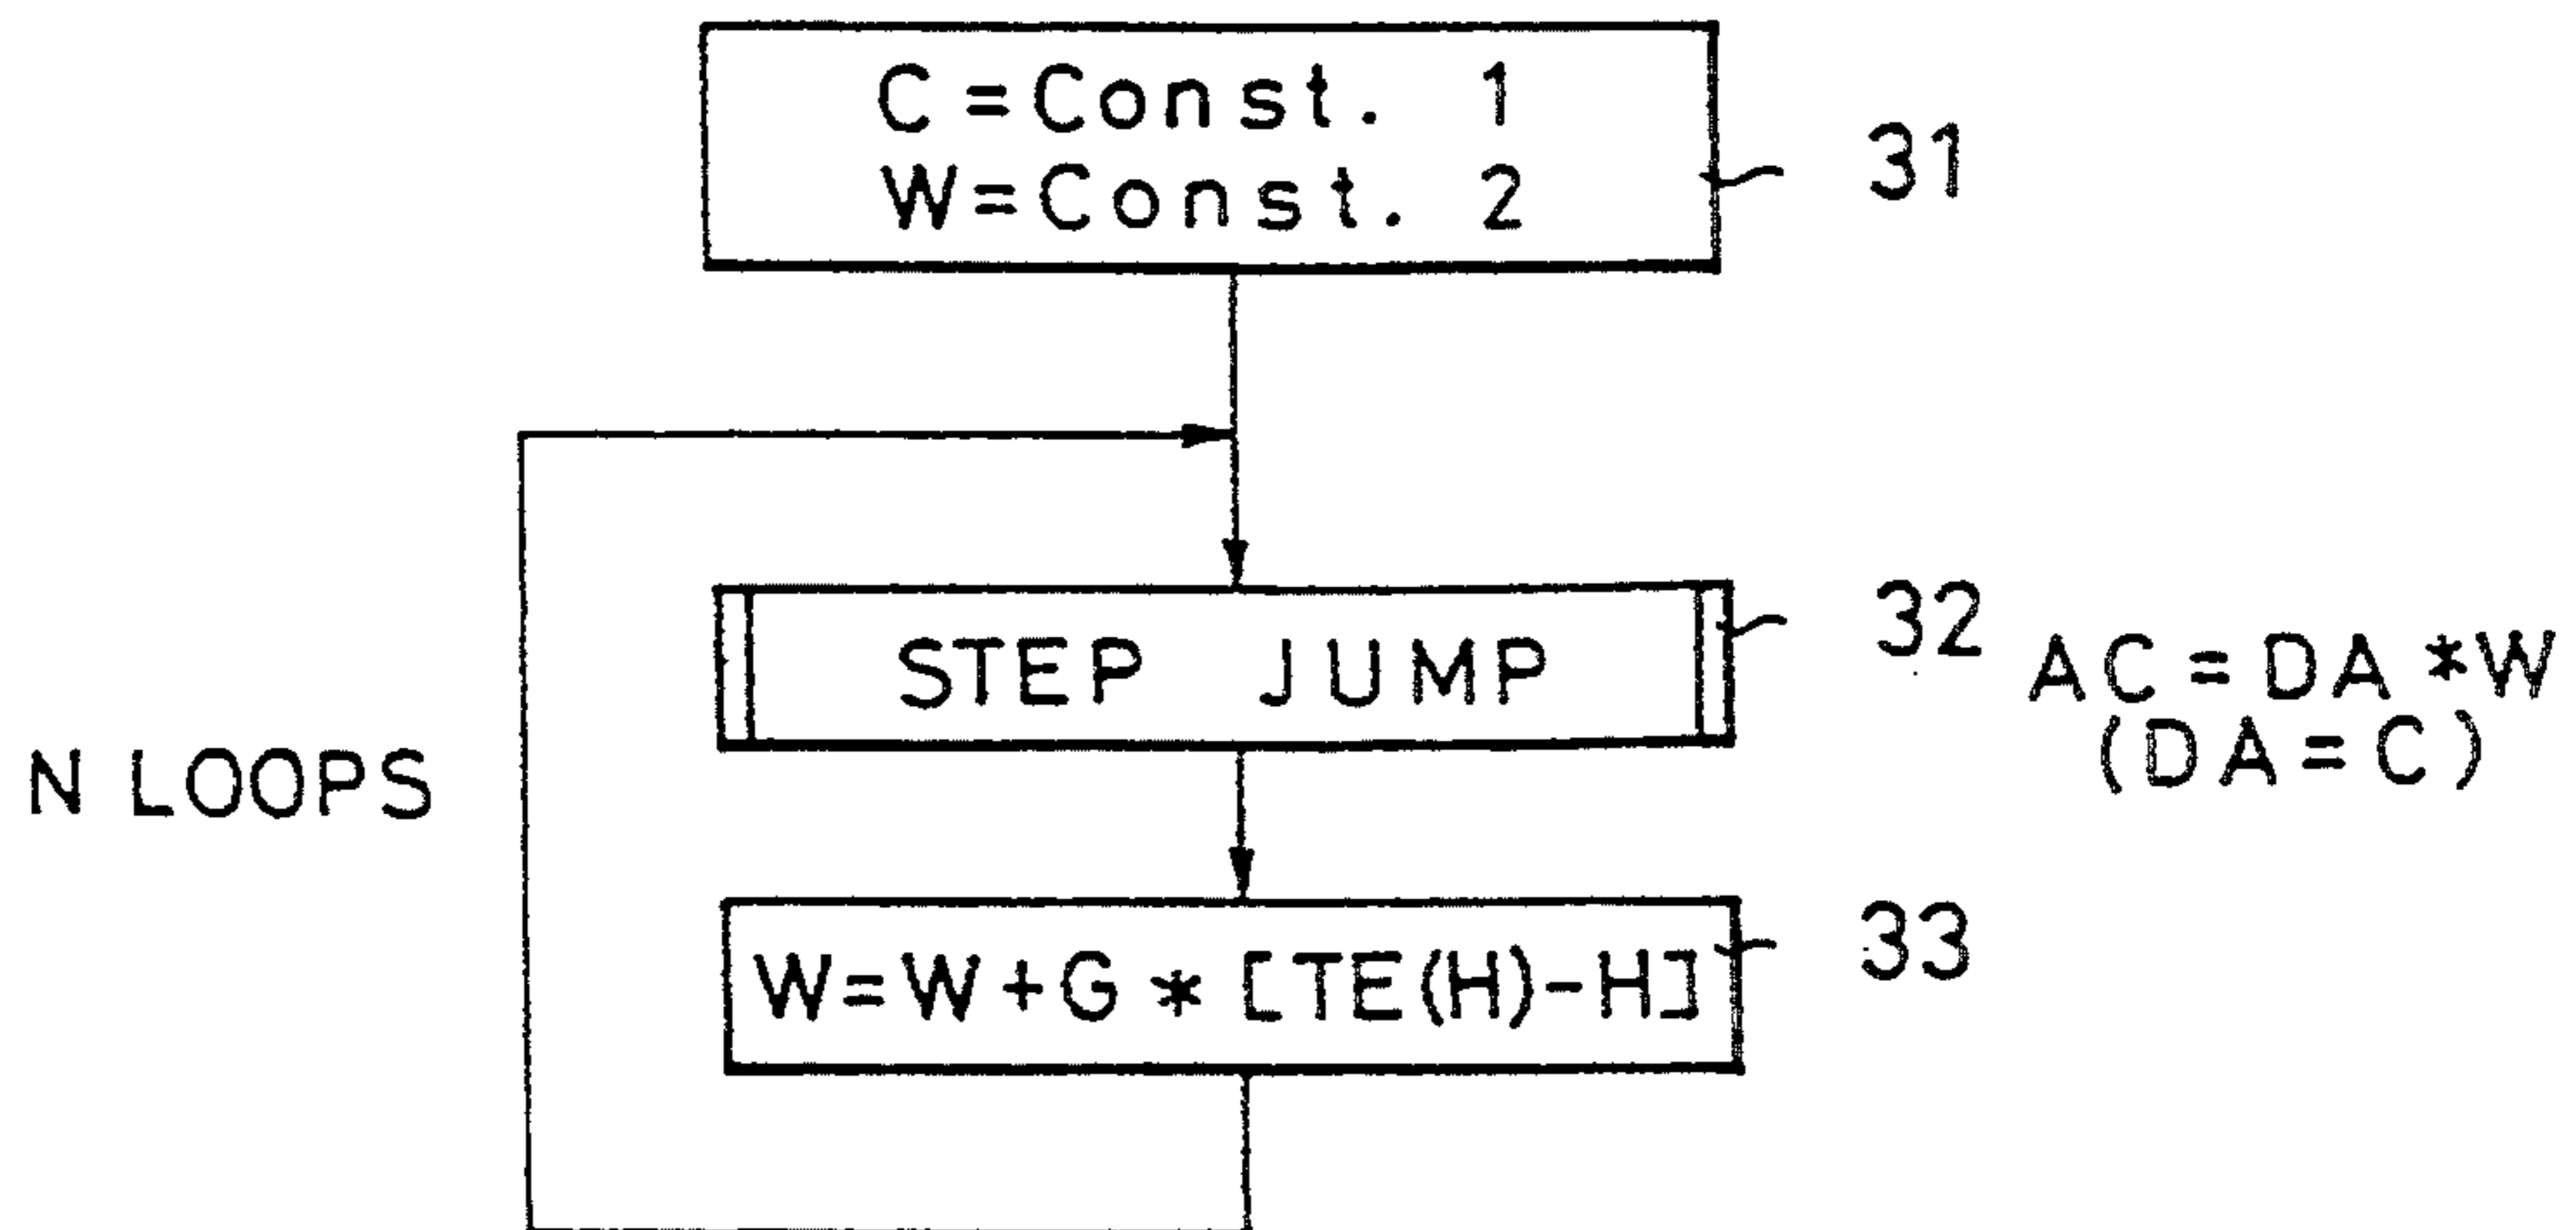 C=Const. 1
W=Const. 2
31
STEP JUMP
32
AC=DA*W
(DA=C)
N LOOPS
W=W+G*[TE(H)-H]
33